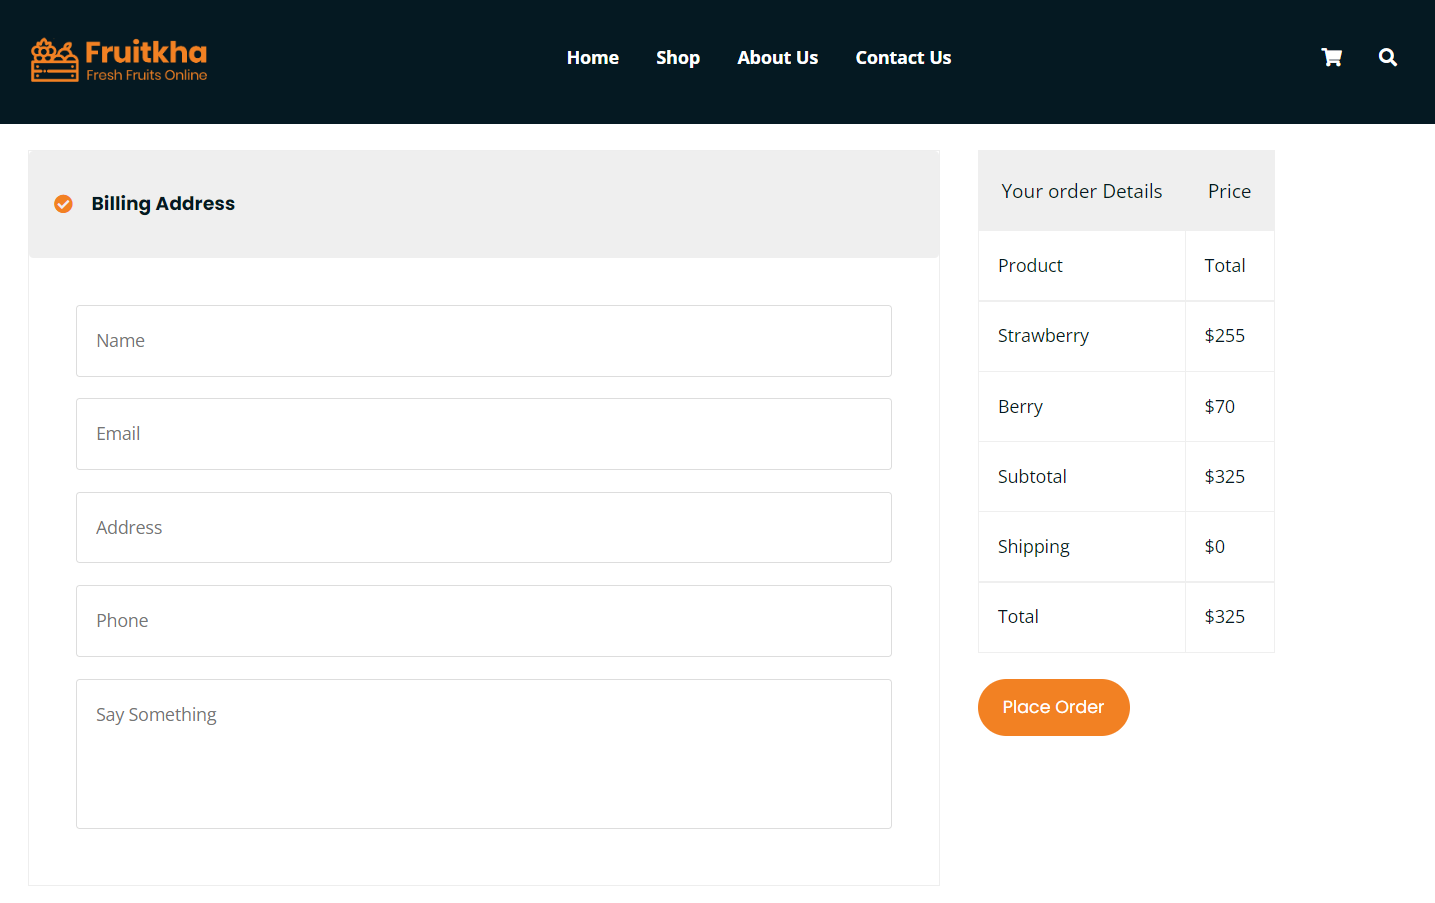 Fruitkha
Fresh Fruits Online
Home Shop About Us Contact Us
Billing Address
Name
Email
Address
Phone
Say Something
Your order Details Price
Product Total
Strawberry $255
Berry $70
Subtotal $325
Shipping $0
Total $325
Place Order